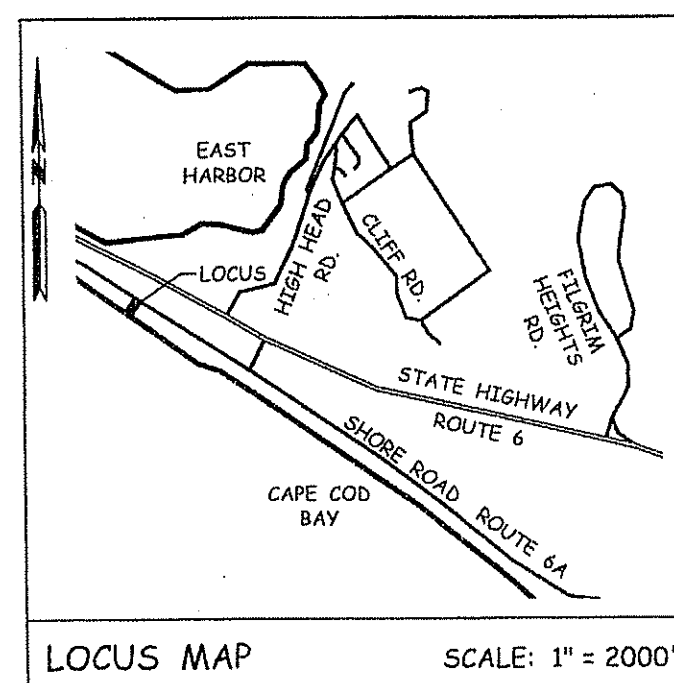 N
EAST
HARBOR
LOCUS
HIGH HEAD
RD.
CLIFF RD.
FILGRIM
HEIGHTS
RD.
STATE HIGHWAY
ROUTE 6
SHORE ROAD ROUTE 6A
CAPE COD
BAY
LOCUS MAP
SCALE: 1" = 2000'